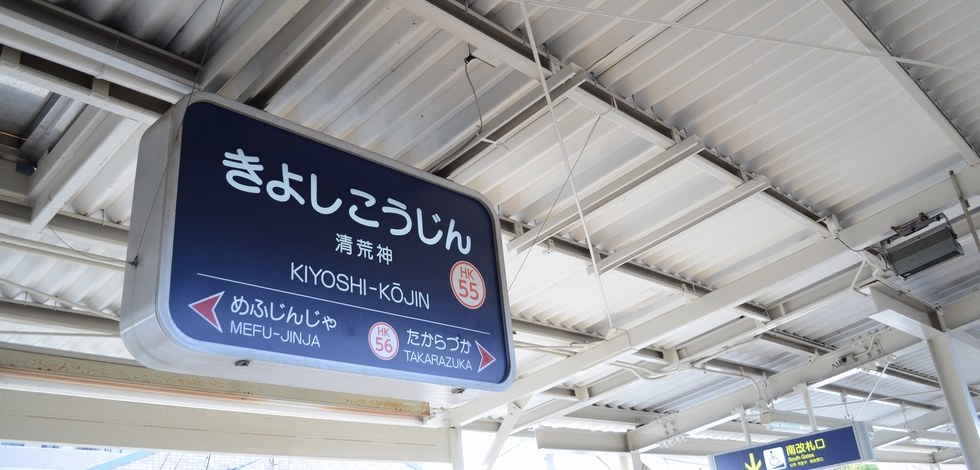 きよしこうじん
清荒神
KIYOSHI-KŌJIN
HK
55
めふじんじゃ
MEFU-JINJA
HK
56
たからづか
TAKARAZUKA
南改札口
South Gates